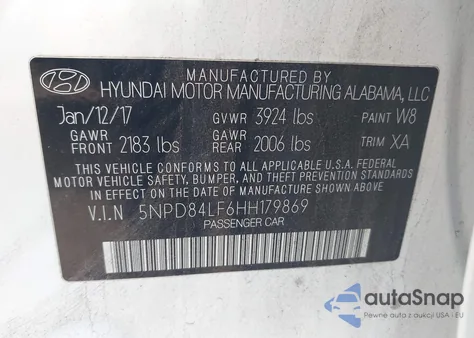 MANUFACTURED BY
HYUNDAI MOTOR MANUFACTURING ALABAMA, LLC
Jan/12/17 GVWR 3924 lbs PAINT W8
GAWR FRONT 2183 lbs GAWR REAR 2006 lbs TRIM XA
THIS VEHICLE CONFORMS TO ALL APPLICABLE U.S.A FEDERAL
MOTOR VEHICLE SAFETY, BUMPER, AND THEFT PREVENTION
STANDARDS IN EFFECT ON THE DATE OF MANUFACTURE SHOWN ABOVE.
V.I.N 5NPD84LF6HH179869
PASSENGER CAR
autoSnap
Pewne auta z USA i EU